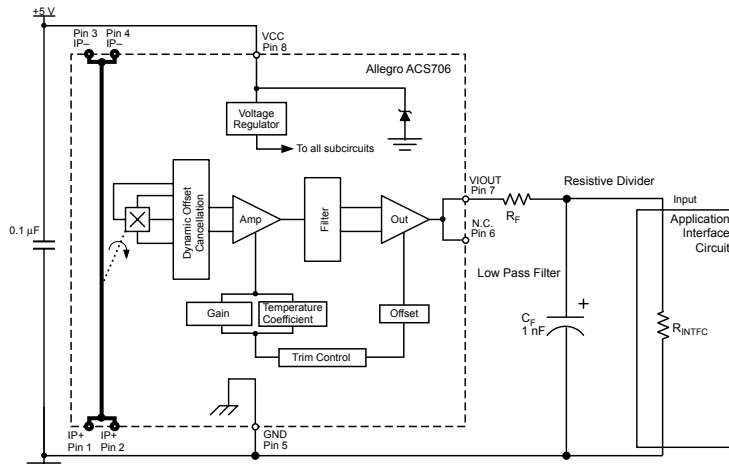 +5 V
Pin 3 Pin 4
IP– IP–
VCC
Pin 8
Allegro ACS706
Voltage
Regulator
To all subcircuits
0.1 µF
Dynamic Offset
Cancellation
Amp
Filter
Out
VIOUT
Pin 7
N.C.
Pin 6
RF
Resistive Divider
Input
Application
Interface
Circuit
Low Pass Filter
Gain
Temperature
Coefficient
Offset
Trim Control
+
CF
1 nF
RINTFC
IP+ IP+
Pin 1 Pin 2
GND
Pin 5